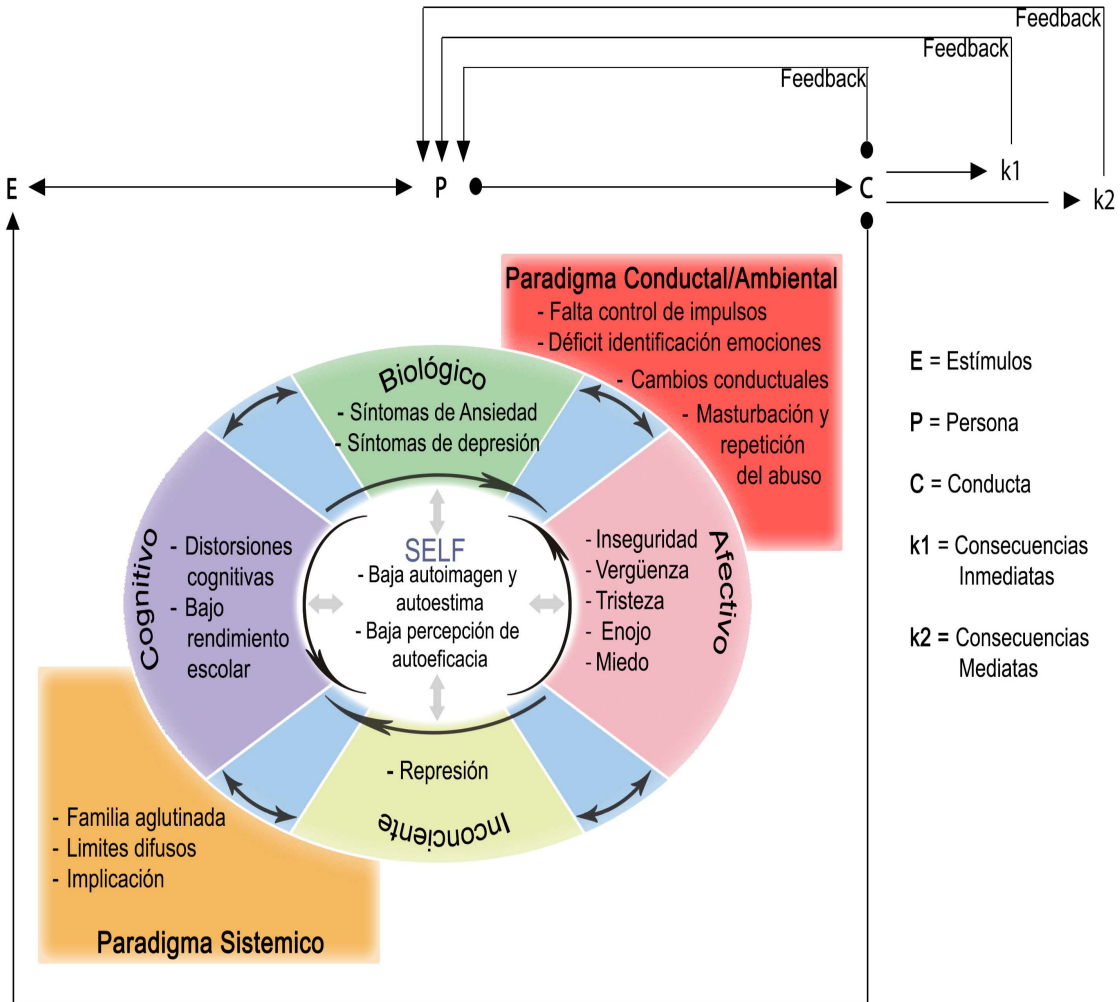 Feedback
Feedback
Feedback
E
P
C
k1
k2
Paradigma Conductal/Ambiental
- Falta control de impulsos
- Déficit identificación emociones
- Cambios conductuales
- Masturbación y
repetición
del abuso
Biológico
- Síntomas de Ansiedad
- Síntomas de depresión
Cognitivo
- Distorsiones
cognitivas
- Bajo
rendimiento
escolar
SELF
- Baja autoimagen y
autoestima
- Baja percepción de
autoeficacia
Afectivo
- Inseguridad
- Vergüenza
- Tristeza
- Enojo
- Miedo
- Represión
Inconciente
- Familia aglutinada
- Limites difusos
- Implicación
Paradigma Sistemico
E = Estímulos
P = Persona
C = Conducta
k1 = Consecuencias
Inmediatas
k2 = Consecuencias
Mediatas